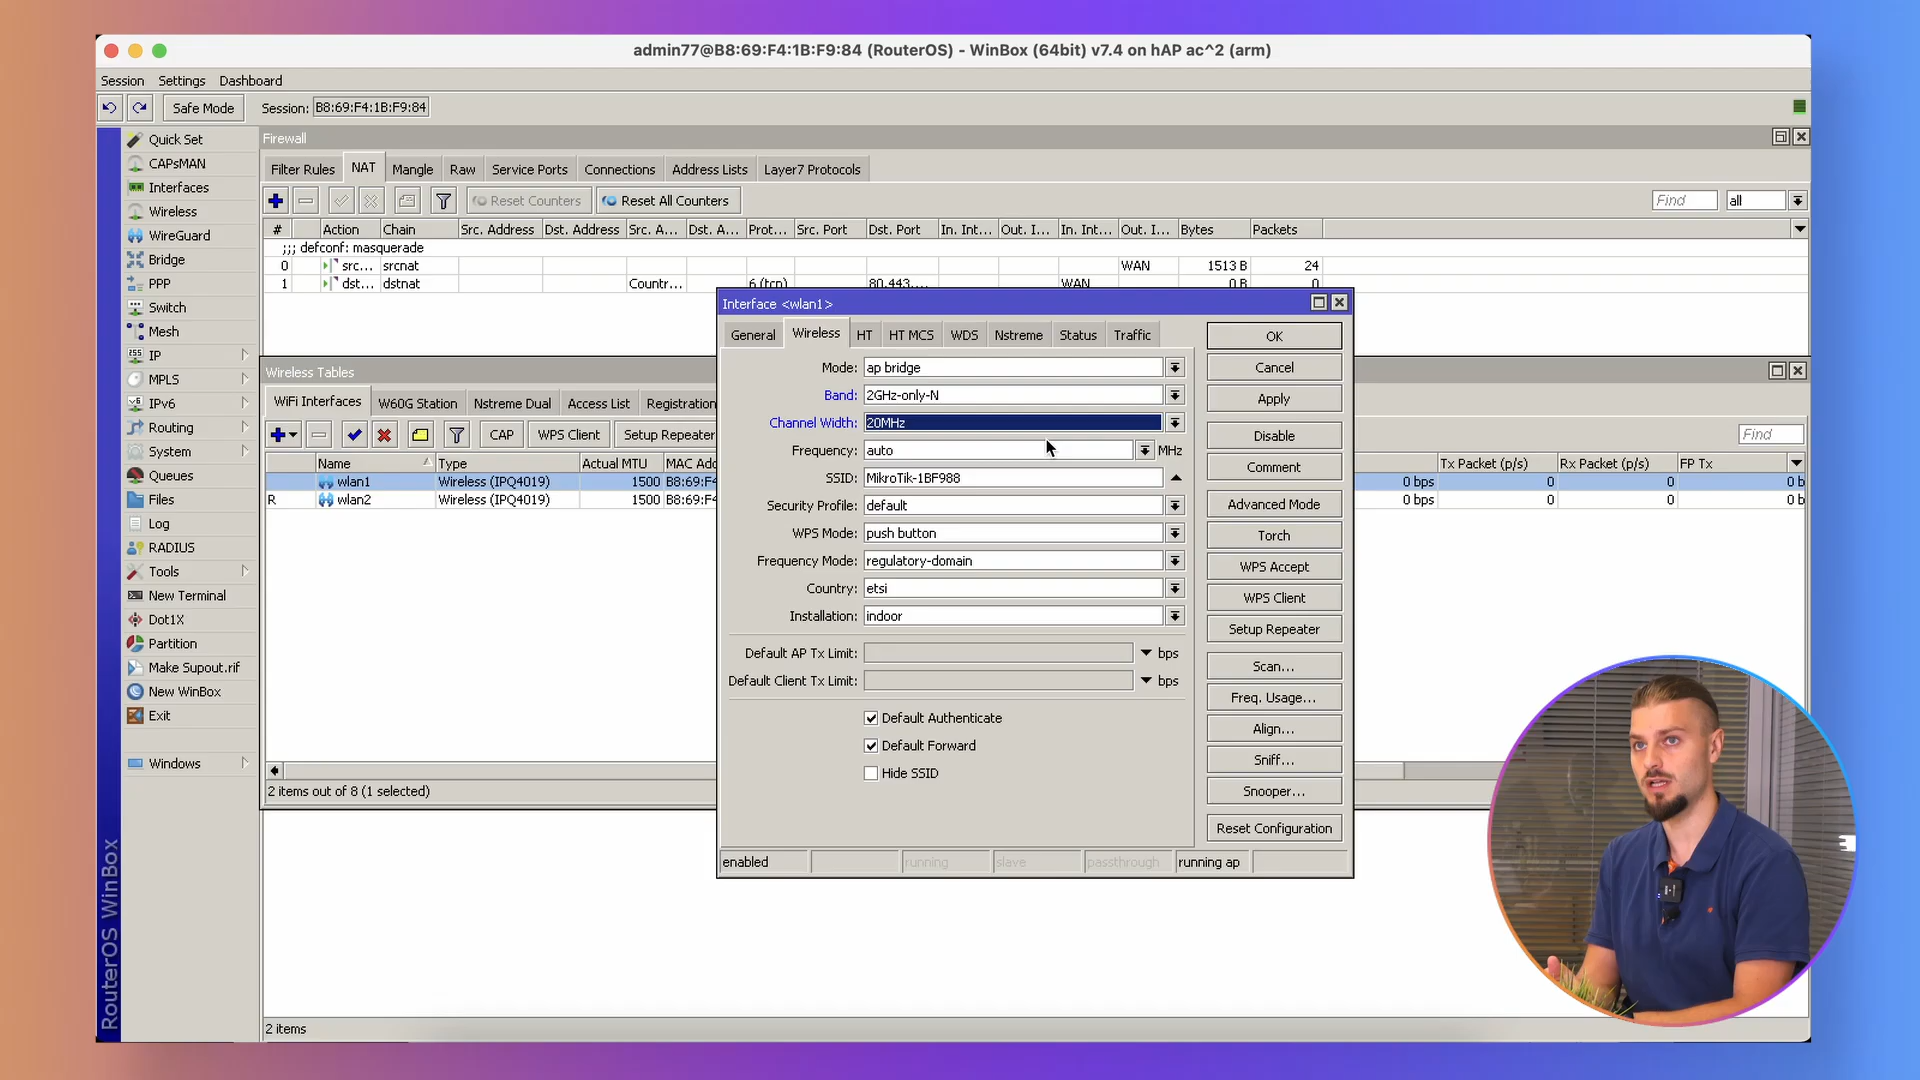 admin77@B8:69:F4:1B:F9:84 (RouterOS) - WinBox (64bit) v7.4 on hAP ac^2 (arm)
Session Settings Dashboard
Safe Mode Session: B8:69:F4:1B:F9:84
Quick Set
CAPsMAN
Interfaces
Wireless
WireGuard
Bridge
PPP
Switch
Mesh
IP
MPLS
IPv6
Routing
System
Queues
Files
Log
RADIUS
Tools
New Terminal
Dot1X
Partition
Make Supout.rif
New WinBox
Exit
Windows
RouterOS WinBox
Firewall
Filter Rules NAT Mangle Raw Service Ports Connections Address Lists Layer7 Protocols
Reset Counters Reset All Counters Find all
# Action Chain Src. Address Dst. Address Src. A... Dst. A... Prot... Src. Port Dst. Port In. Int... Out. I... In. Int... Out. I... Bytes Packets
;;; defconf: masquerade
0 src... srcnat WAN 1513 B 24
1 dst... dstnat Countr... 6 (tcp) 80,443,... WAN 0 B 0
Wireless Tables
WiFi Interfaces W60G Station Nstreme Dual Access List Registration
CAP WPS Client Setup Repeater Find
Name Type Actual MTU MAC Add Tx Packet (p/s) Rx Packet (p/s) FP Tx
wlan1 Wireless (IPQ4019) 1500 B8:69:F4 0 bps 0 0 0 b
R wlan2 Wireless (IPQ4019) 1500 B8:69:F4 0 bps 0 0 0 b
2 items out of 8 (1 selected)
2 items
Interface <wlan1>
General Wireless HT HT MCS WDS Nstreme Status Traffic
Mode: ap bridge
Band: 2GHz-only-N
Channel Width: 20MHz
Frequency: auto MHz
SSID: MikroTik-1BF988
Security Profile: default
WPS Mode: push button
Frequency Mode: regulatory-domain
Country: etsi
Installation: indoor
Default AP Tx Limit: bps
Default Client Tx Limit: bps
Default Authenticate
Default Forward
Hide SSID
OK
Cancel
Apply
Disable
Comment
Advanced Mode
Torch
WPS Accept
WPS Client
Setup Repeater
Scan...
Freq. Usage...
Align...
Sniff...
Snooper...
Reset Configuration
enabled running slave passthrough running ap